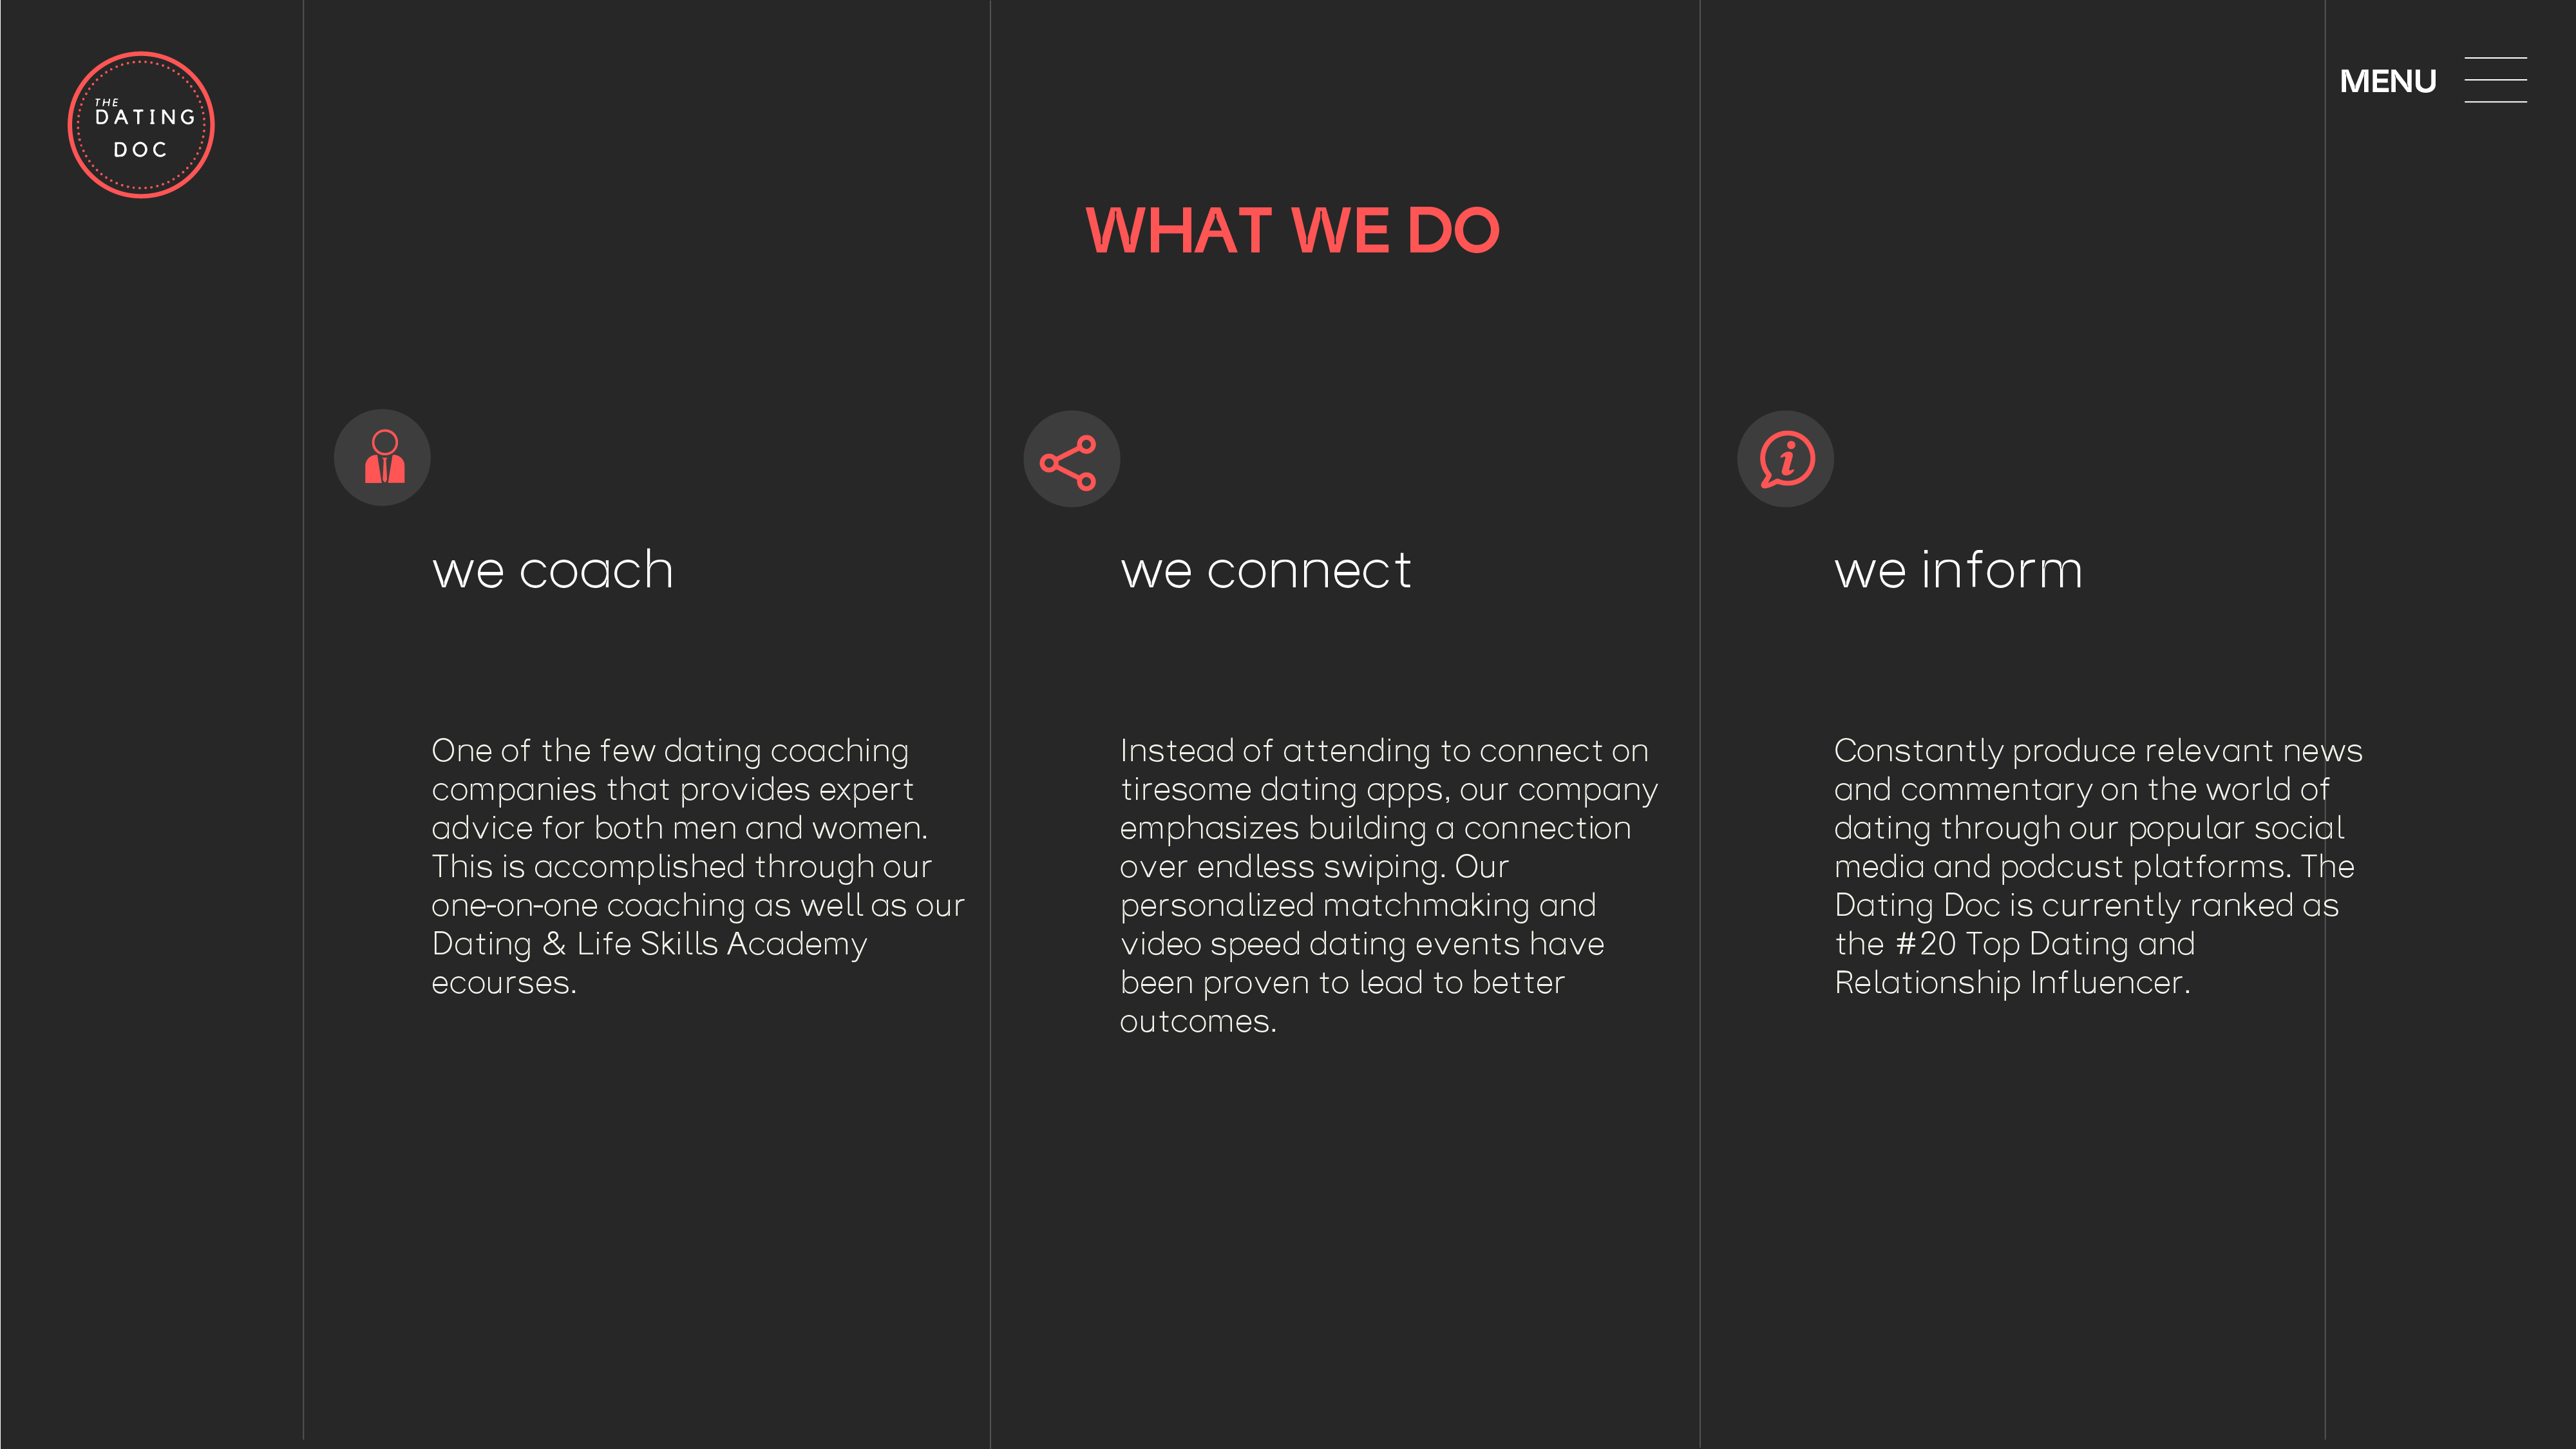 THE
DATING
DOC
MENU
WHAT WE DO
we coach
One of the few dating coaching
companies that provides expert
advice for both men and women.
This is accomplished through our
one-on-one coaching as well as our
Dating & Life Skills Academy
ecourses.
we connect
Instead of attending to connect on
tiresome dating apps, our company
emphasizes building a connection
over endless swiping. Our
personalized matchmaking and
video speed dating events have
been proven to lead to better
outcomes.
we inform
Constantly produce relevant news
and commentary on the world of
dating through our popular social
media and podcust platforms. The
Dating Doc is currently ranked as
the #20 Top Dating and
Relationship Influencer.